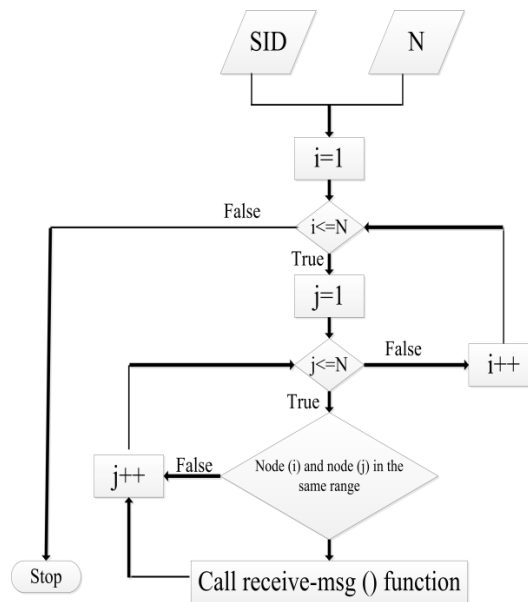 SID
N
i=1
False
i<=N
True
j=1
j<=N
False
i++
True
Node (i) and node (j) in the
same range
False
j++
Stop
Call receive-msg () function